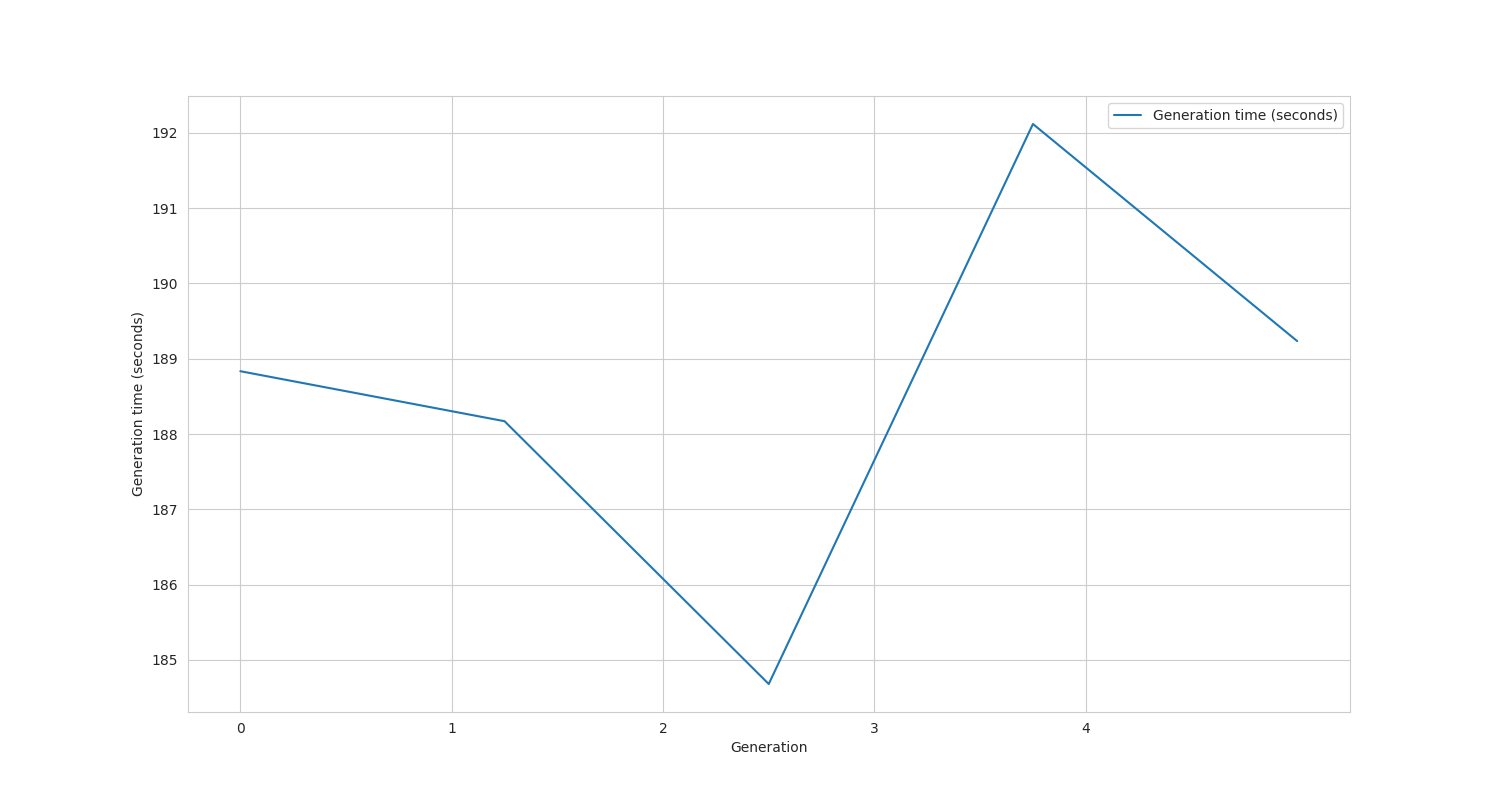 Generation time (seconds)
192
191
190
189
188
187
186
185
Generation time (seconds)
0 1 2 3 4
Generation